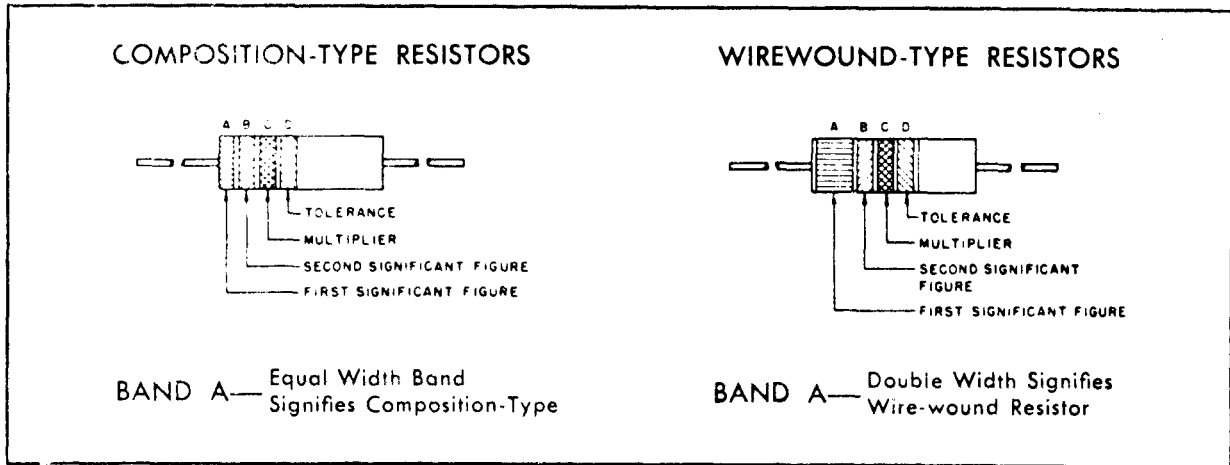 COMPOSITION-TYPE RESISTORS
A B C D
TOLERANCE
MULTIPLIER
SECOND SIGNIFICANT FIGURE
FIRST SIGNIFICANT FIGURE
BAND A— Equal Width Band
Signifies Composition-Type
WIREWOUND-TYPE RESISTORS
A B C D
TOLERANCE
MULTIPLIER
SECOND SIGNIFICANT
FIGURE
FIRST SIGNIFICANT FIGURE
BAND A— Double Width Signifies
Wire-wound Resistor